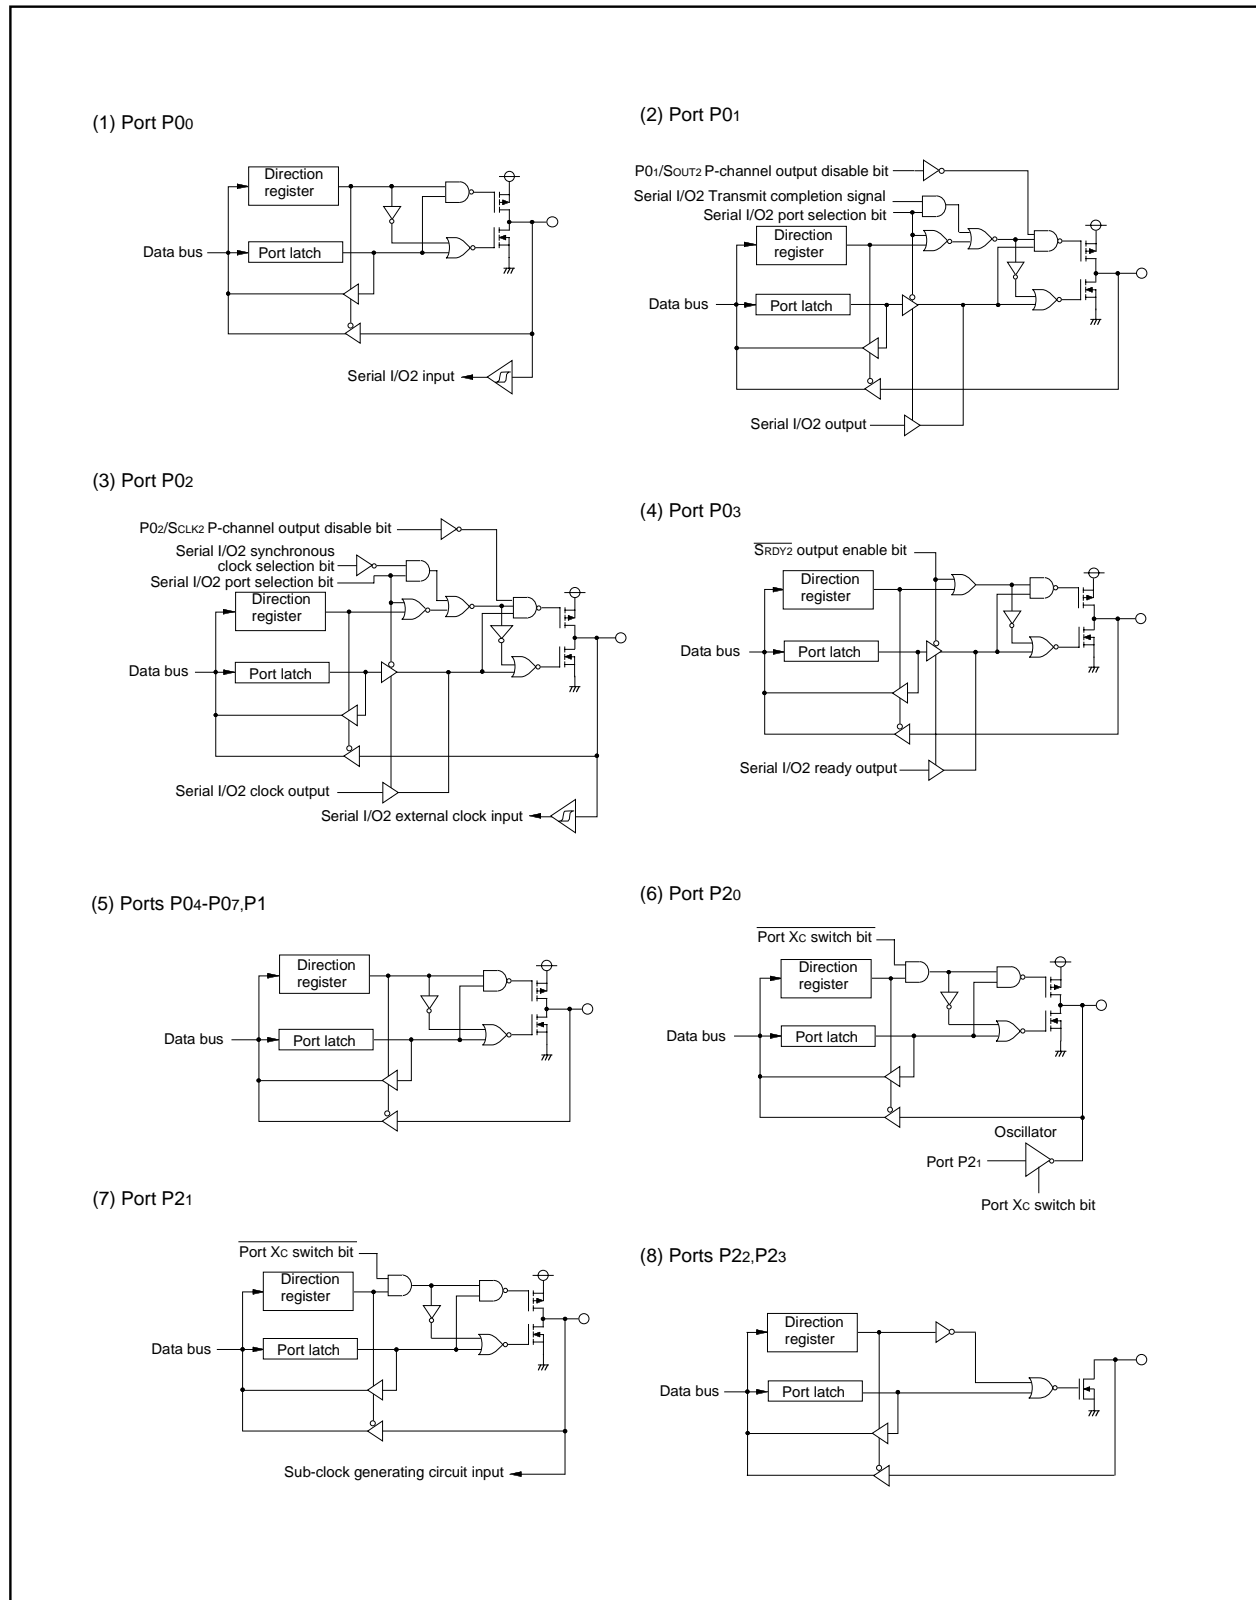 (1) Port P00
Direction
register
Data bus
Port latch
Serial I/O2 input
(2) Port P01
P01/SOUT2 P-channel output disable bit
Serial I/O2 Transmit completion signal
Serial I/O2 port selection bit
Direction
register
Data bus
Port latch
Serial I/O2 output
(3) Port P02
P02/SCLK2 P-channel output disable bit
Serial I/O2 synchronous
clock selection bit
Serial I/O2 port selection bit
Direction
register
Data bus
Port latch
Serial I/O2 clock output
Serial I/O2 external clock input
(4) Port P03
SRDY2 output enable bit
Direction
register
Data bus
Port latch
Serial I/O2 ready output
(5) Ports P04-P07,P1
Direction
register
Data bus
Port latch
(6) Port P20
Port XC switch bit
Direction
register
Data bus
Port latch
Oscillator
Port P21
Port XC switch bit
(7) Port P21
Port XC switch bit
Direction
register
Data bus
Port latch
Sub-clock generating circuit input
(8) Ports P22,P23
Direction
register
Data bus
Port latch